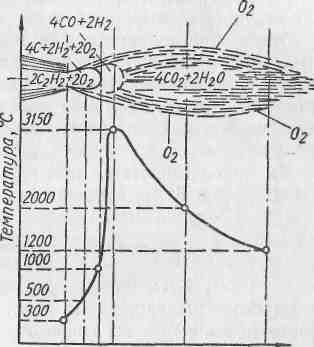 O₂
4CO+2H₂
4C+2H₂+2O₂
2C₂H₂+2O₂
4CO₂+2H₂O
O₂
O₂
O₂
Температура, °С
3150
2000
1200
1000
500
300